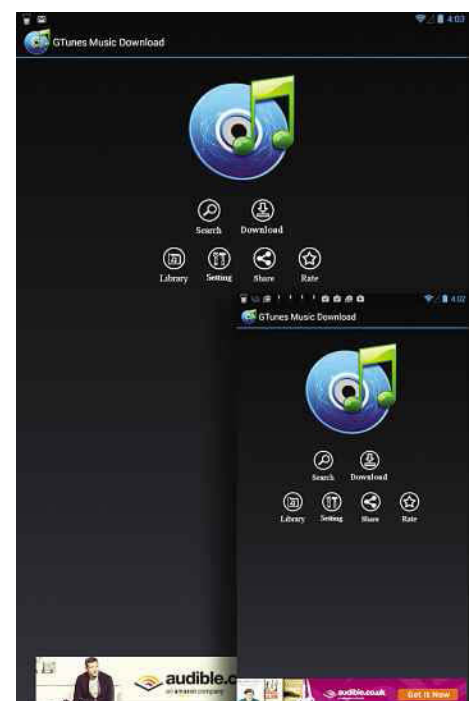 4:03
GTunes Music Download
Search Download
Library Setting Share Rate
4:02
GTunes Music Download
Search Download
Library Setting Share Rate
audible.c
an amazon company
audible.co.uk
Get It Now